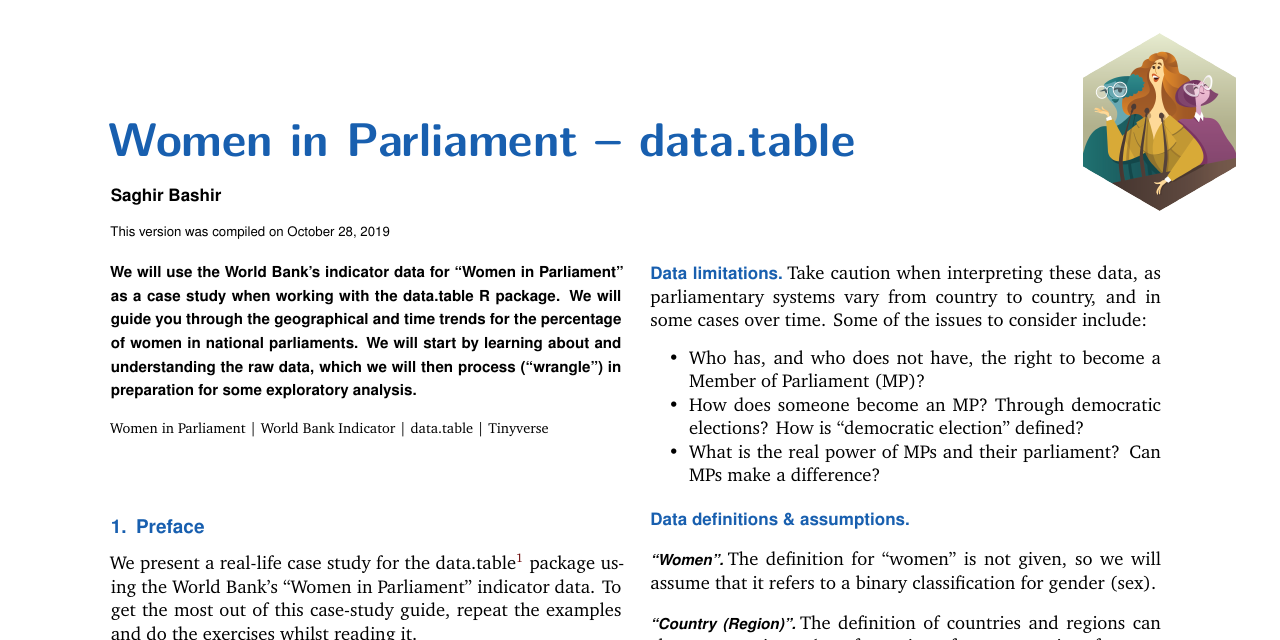 Women in Parliament – data.table
Saghir Bashir
This version was compiled on October 28, 2019
We will use the World Bank’s indicator data for “Women in Parliament”
as a case study when working with the data.table R package. We will
guide you through the geographical and time trends for the percentage
of women in national parliaments. We will start by learning about and
understanding the raw data, which we will then process (“wrangle”) in
preparation for some exploratory analysis.
Women in Parliament | World Bank Indicator | data.table | Tinyverse
1. Preface
We present a real-life case study for the data.table1 package us-
ing the World Bank’s “Women in Parliament” indicator data. To
get the most out of this case-study guide, repeat the examples
and do the exercises whilst reading it.
Data limitations. Take caution when interpreting these data, as
parliamentary systems vary from country to country, and in
some cases over time. Some of the issues to consider include:
• Who has, and who does not have, the right to become a
Member of Parliament (MP)?
• How does someone become an MP? Through democratic
elections? How is “democratic election” defined?
• What is the real power of MPs and their parliament? Can
MPs make a difference?
Data definitions & assumptions.
“Women”. The definition for “women” is not given, so we will
assume that it refers to a binary classification for gender (sex).
“Country (Region)”. The definition of countries and regions can